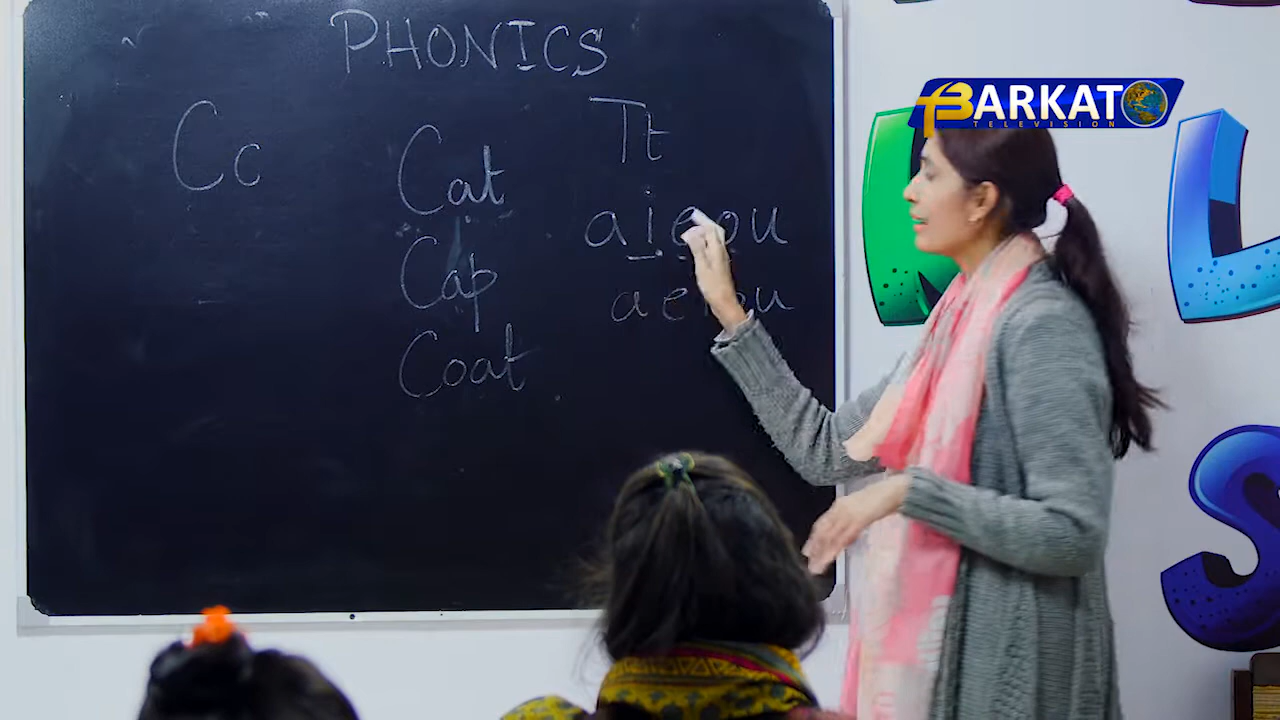 PHONICS
Cc
Cat
Cap
Coat
Tt
a i e o u
a e i o u
BARKAT
TELEVISION